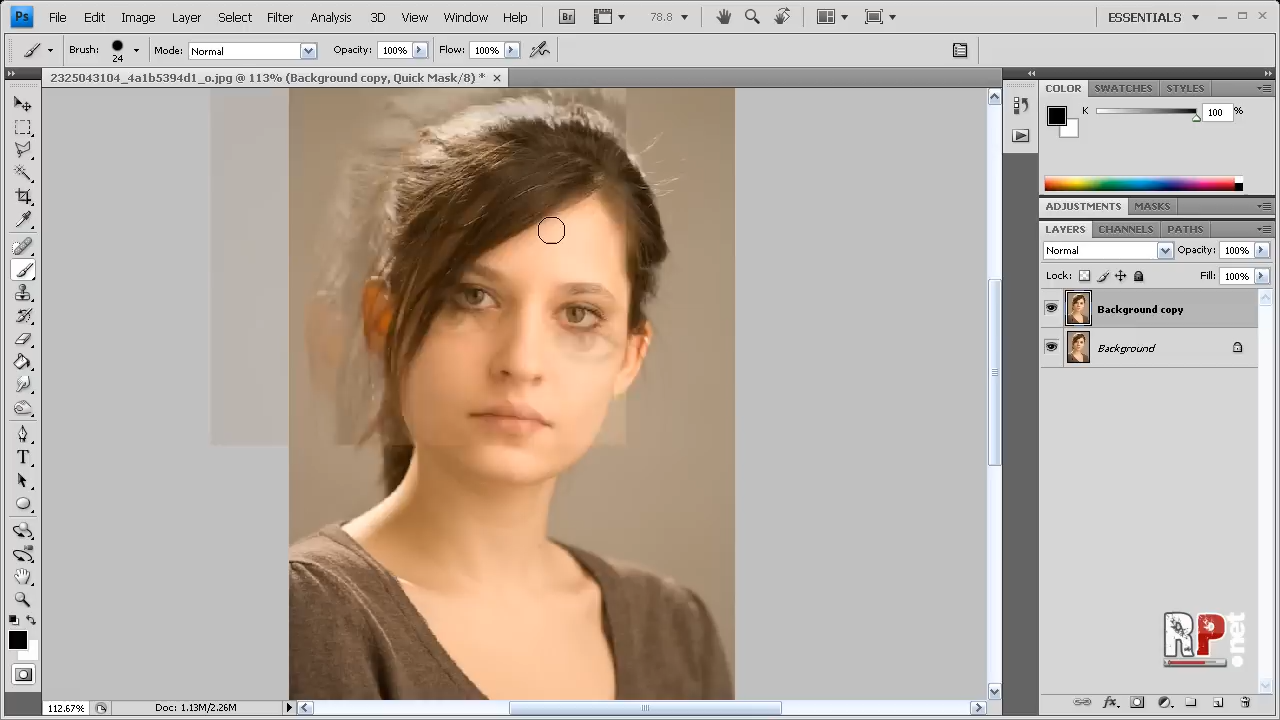 Ps File Edit Image Layer Select Filter Analysis 3D View Window Help Br 78.8 ESSENTIALS
Brush: 24 Mode: Normal Opacity: 100% Flow: 100%
2325043104_4a1b5394d1_o.jpg @ 113% (Background copy, Quick Mask/8) *
COLOR SWATCHES STYLES
K 100 %
ADJUSTMENTS MASKS
LAYERS CHANNELS PATHS
Normal Opacity: 100%
Lock: Fill: 100%
Background copy
Background
T
RP.net
fx
112.67% Doc: 1.13M/2.26M